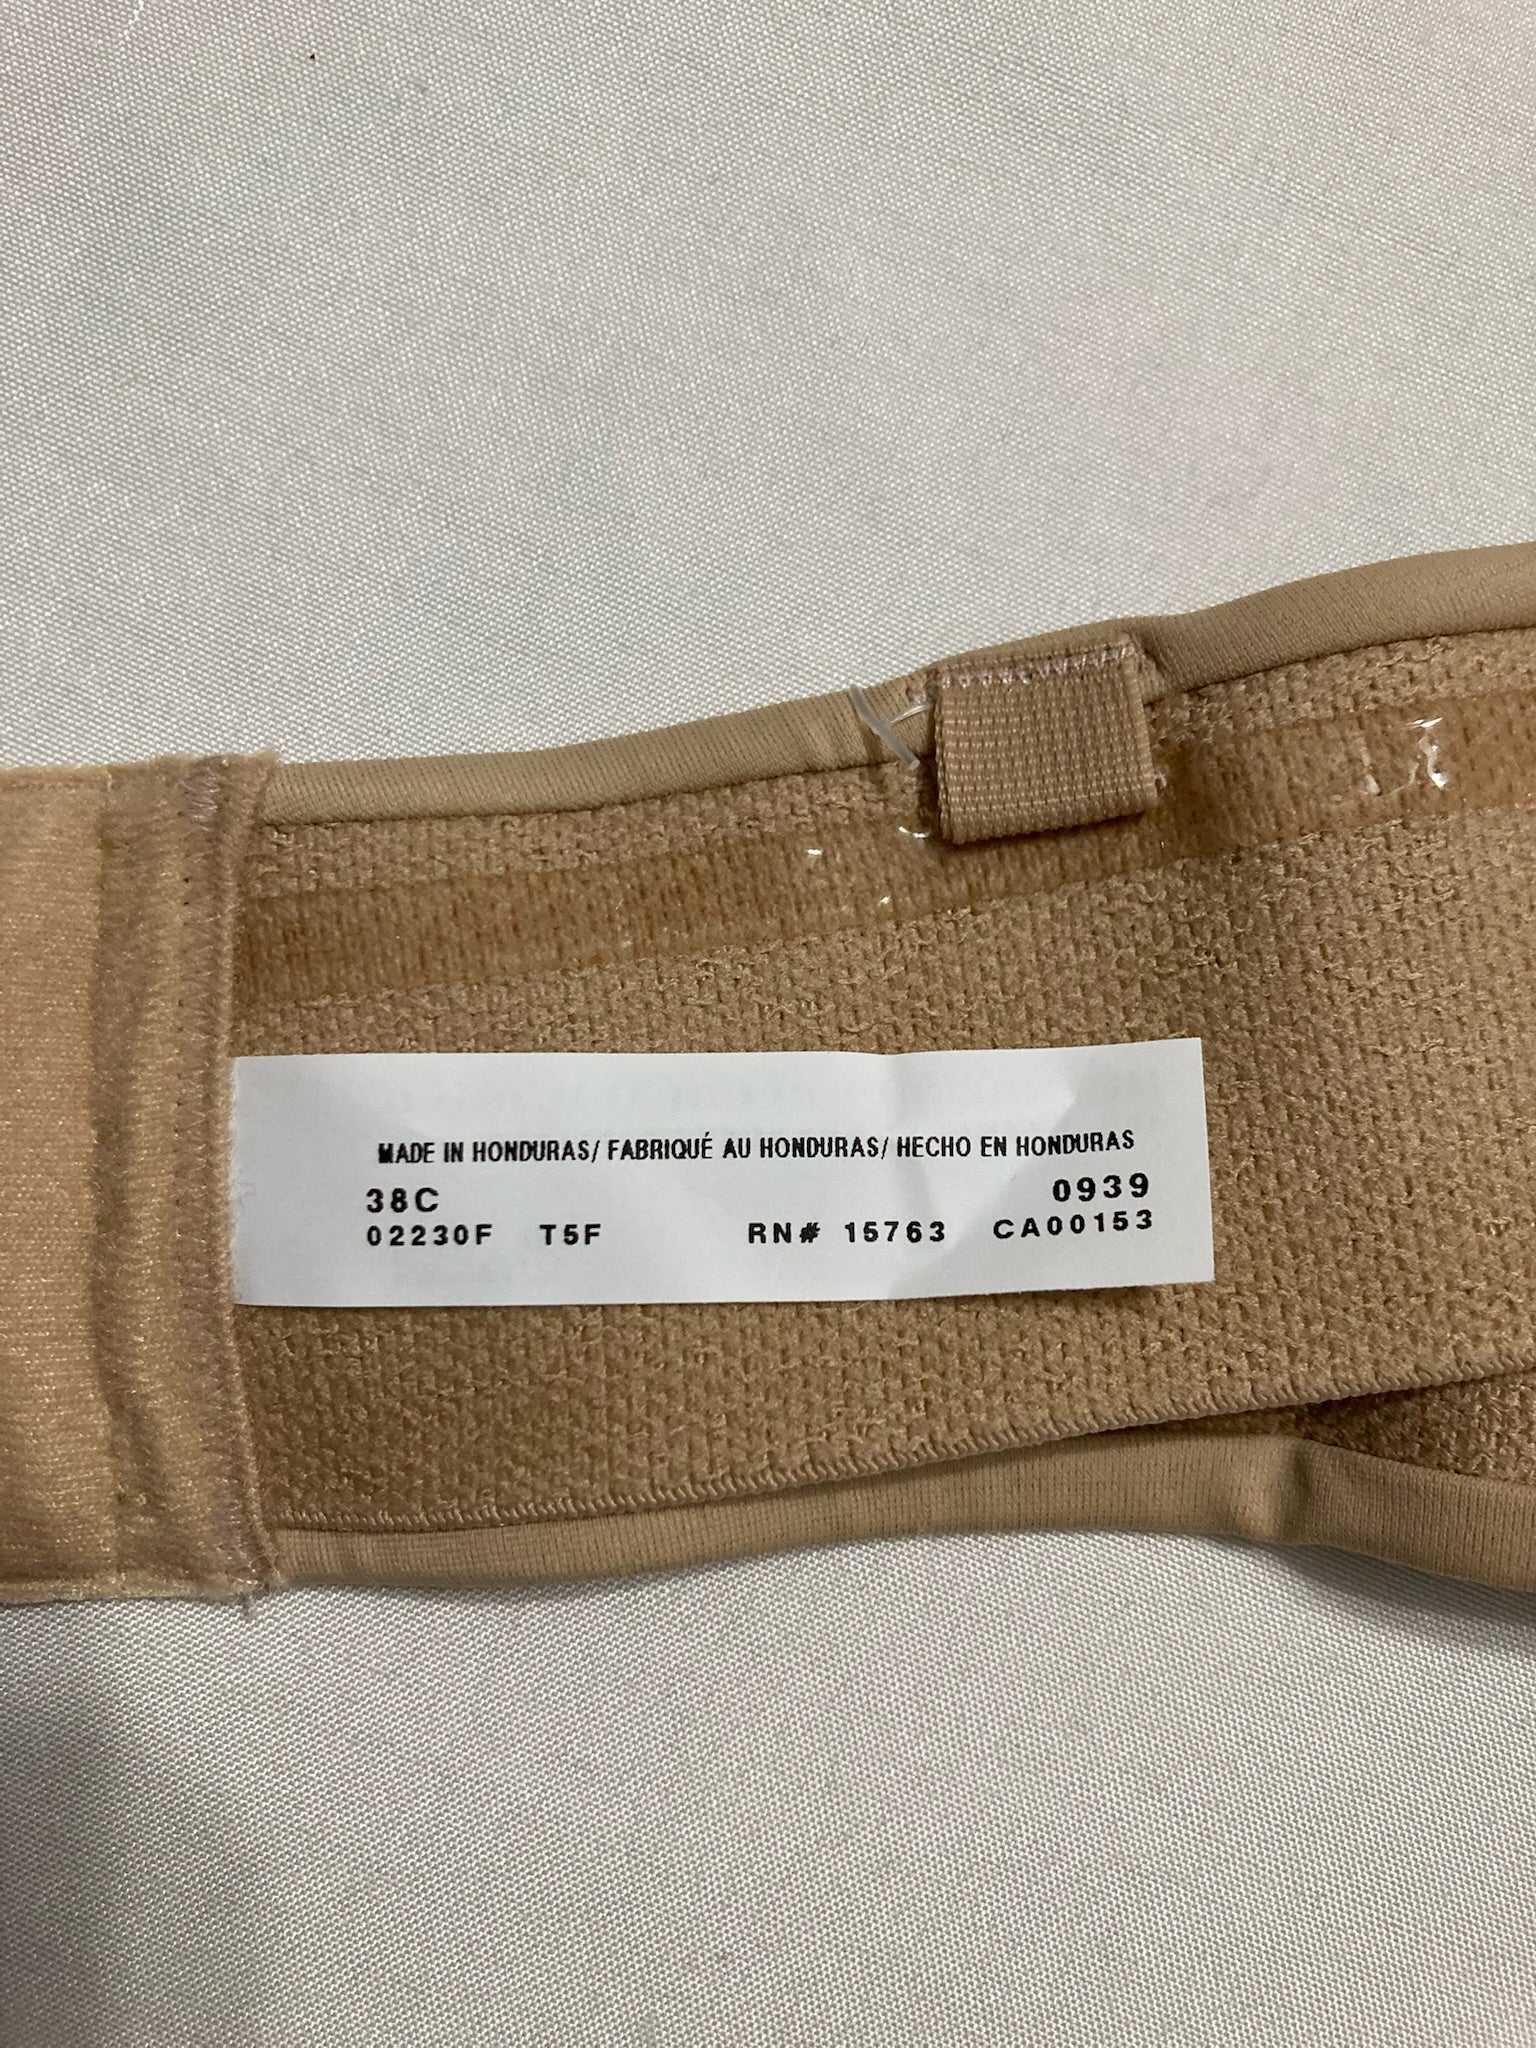 MADE IN HONDURAS/ FABRIQUÉ AU HONDURAS/ HECHO EN HONDURAS
38C 0939
02230F T5F RN# 15763 CA00153